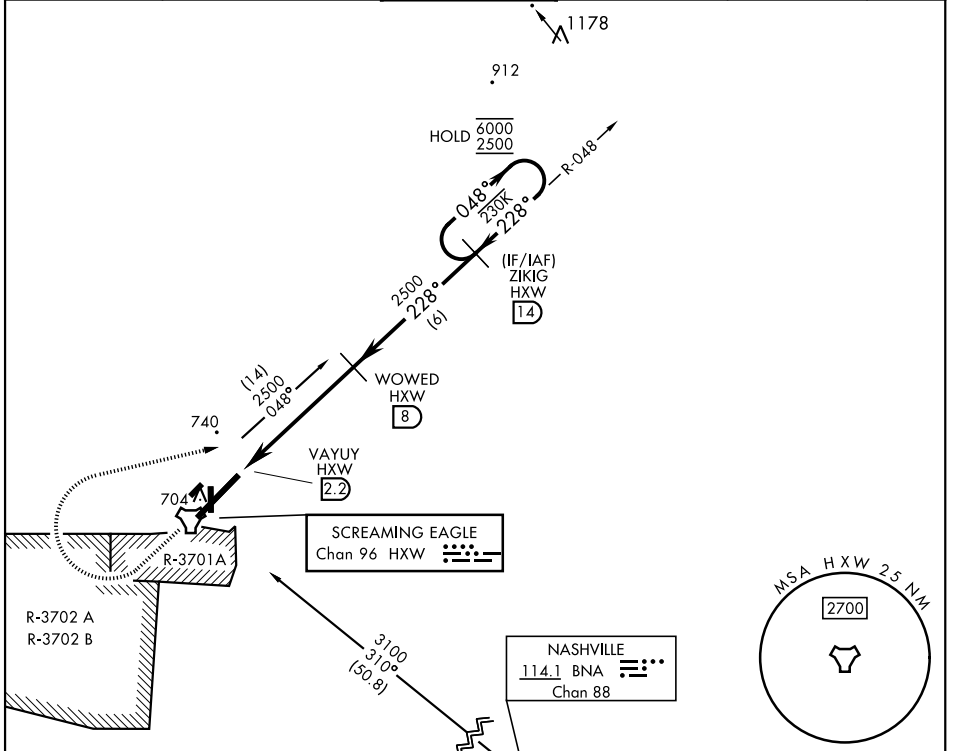 1178
912
HOLD 6000
2500
R-048
048°
230K
228°
(IF/IAF)
ZIKIG
HXW
14
2500
228°
(6)
WOWED
HXW
8
(14)
2500
048°
740
VAYUY
HXW
2.2
704
SCREAMING EAGLE
Chan 96 HXW
R-3701A
R-3702 A
R-3702 B
3100
310°
(50.8)
NASHVILLE
114.1 BNA
Chan 88
MSA HXW 25 NM
2700